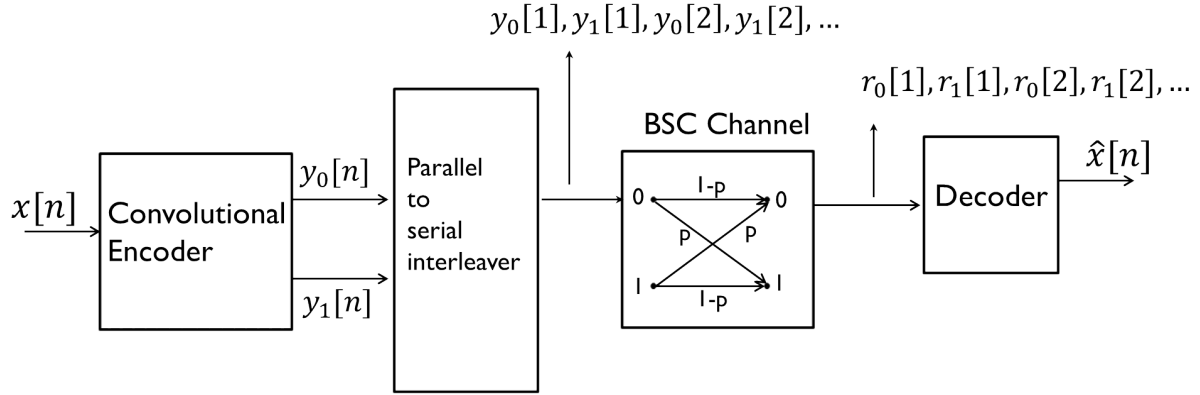 y₀[1], y₁[1], y₀[2], y₁[2], ...
r₀[1], r₁[1], r₀[2], r₁[2], ...
BSC Channel
x[n]
Convolutional
Encoder
y₀[n]
y₁[n]
Parallel
to
serial
interleaver
0
1-p
0
p
p
1
1-p
1
Decoder
x̂[n]